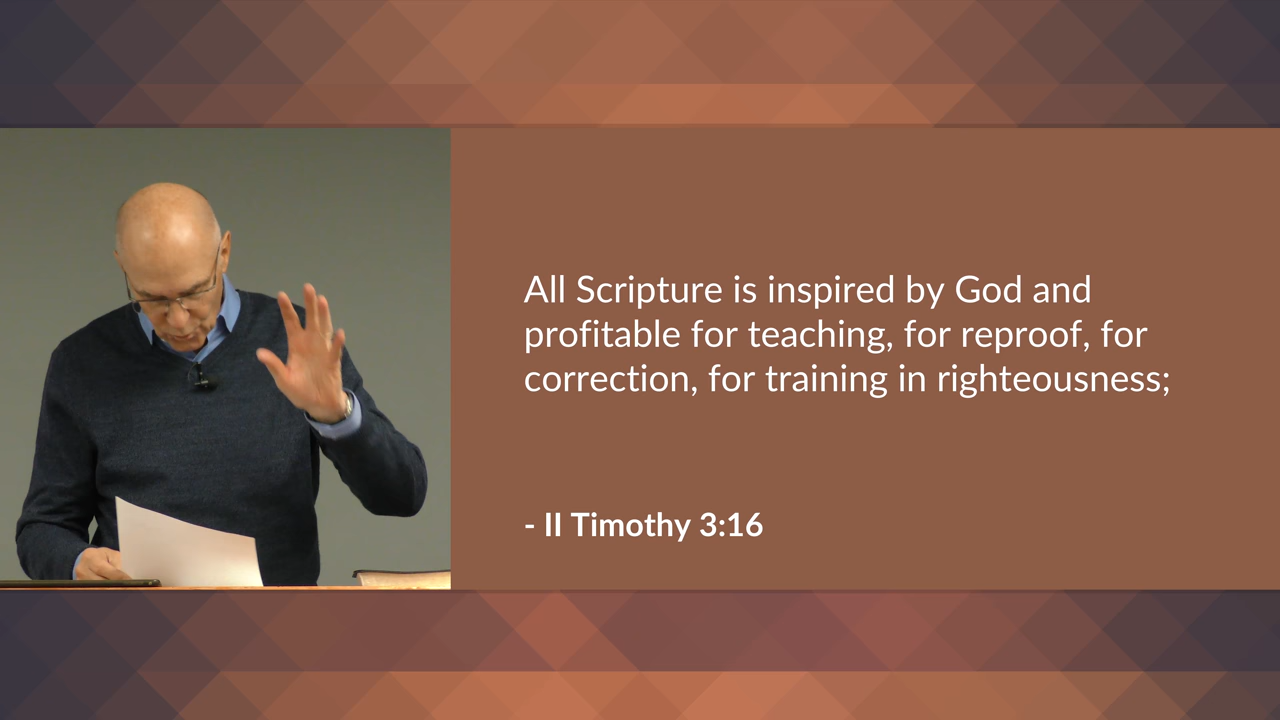 All Scripture is inspired by God and
profitable for teaching, for reproof, for
correction, for training in righteousness;
- II Timothy 3:16